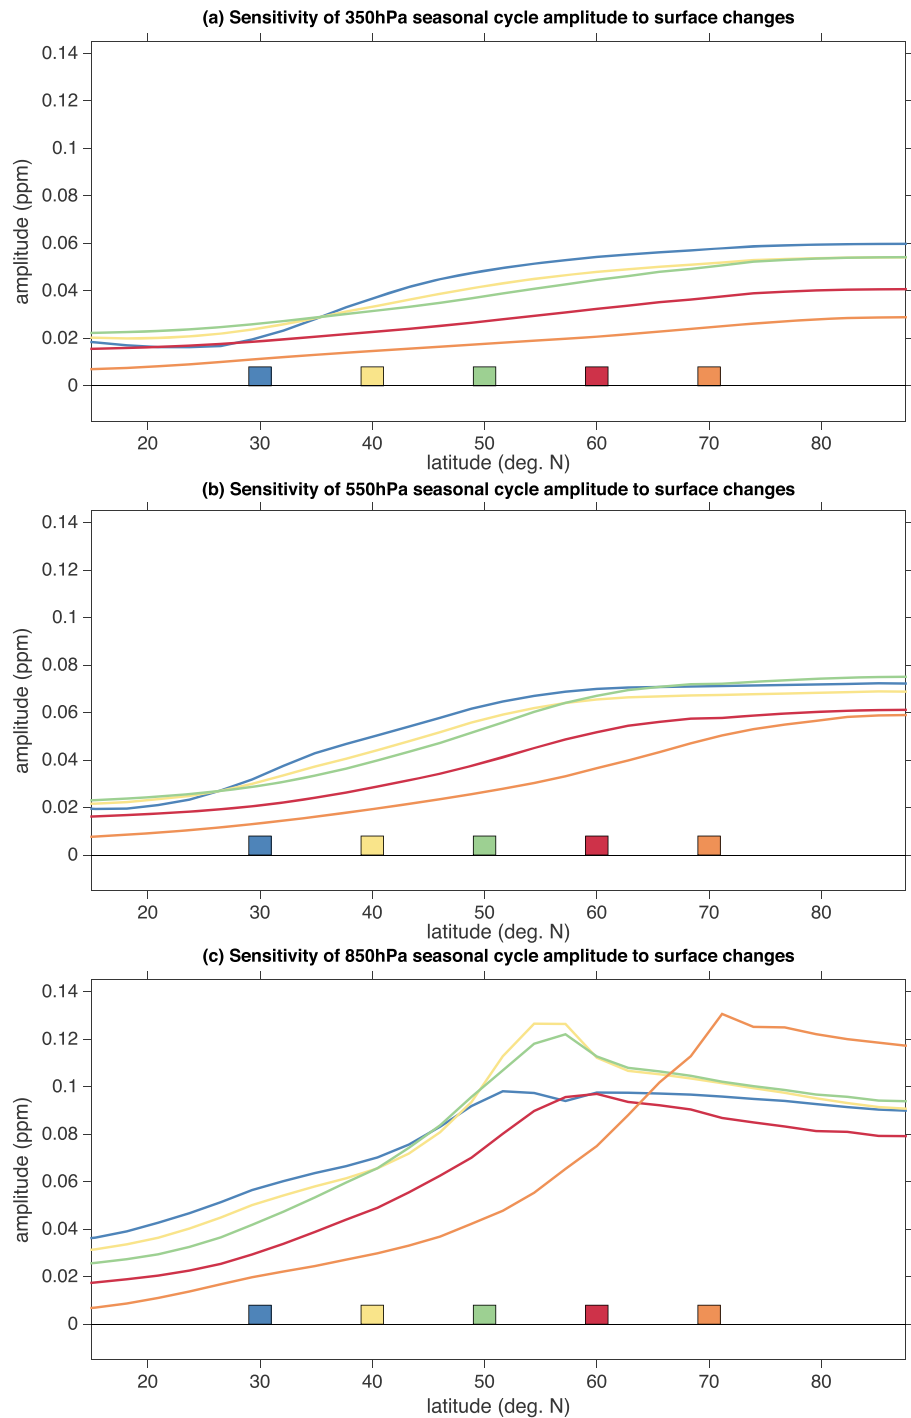 (a) Sensitivity of 350hPa seasonal cycle amplitude to surface changes
0.14
0.12
0.1
0.08
0.06
0.04
0.02
0
amplitude (ppm)
20 30 40 50 60 70 80
latitude (deg. N)
(b) Sensitivity of 550hPa seasonal cycle amplitude to surface changes
0.14
0.12
0.1
0.08
0.06
0.04
0.02
0
amplitude (ppm)
20 30 40 50 60 70 80
latitude (deg. N)
(c) Sensitivity of 850hPa seasonal cycle amplitude to surface changes
0.14
0.12
0.1
0.08
0.06
0.04
0.02
0
amplitude (ppm)
20 30 40 50 60 70 80
latitude (deg. N)